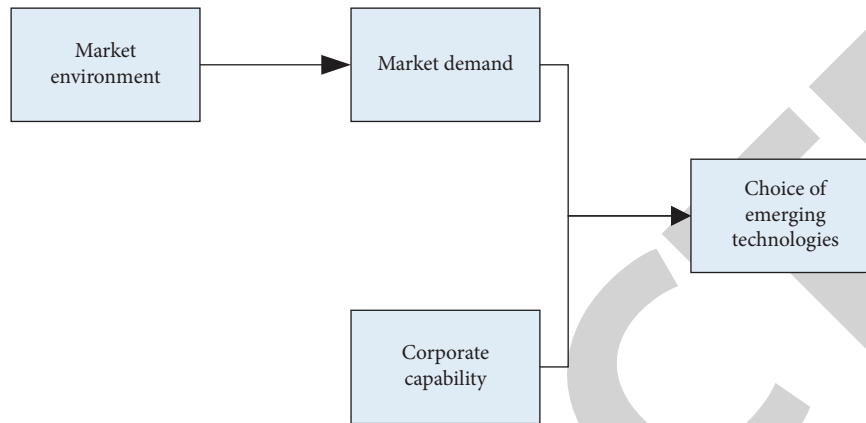 Market
environment
Market demand
Choice of
emerging
technologies
Corporate
capability